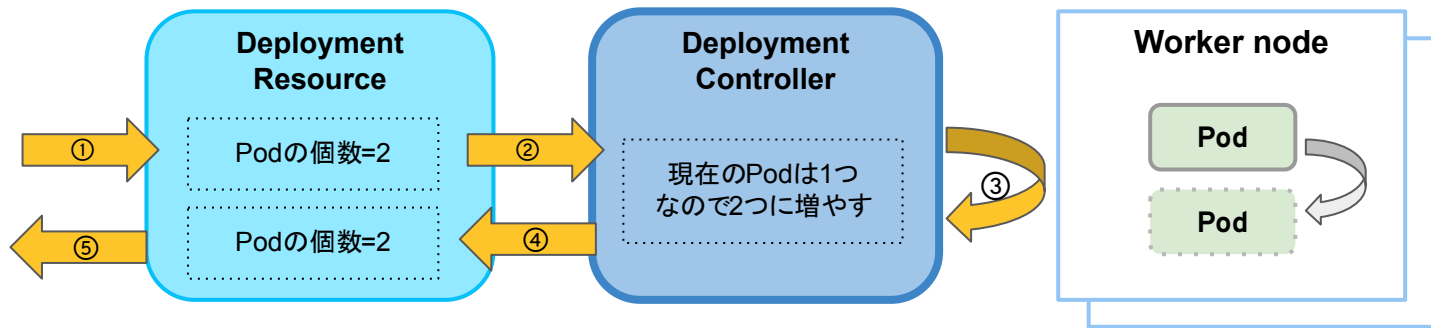 Deployment
Resource
①
Podの個数=2
②
⑤
Podの個数=2
④
Deployment
Controller
現在のPodは1つ
なので2つに増やす
③
Worker node
Pod
Pod